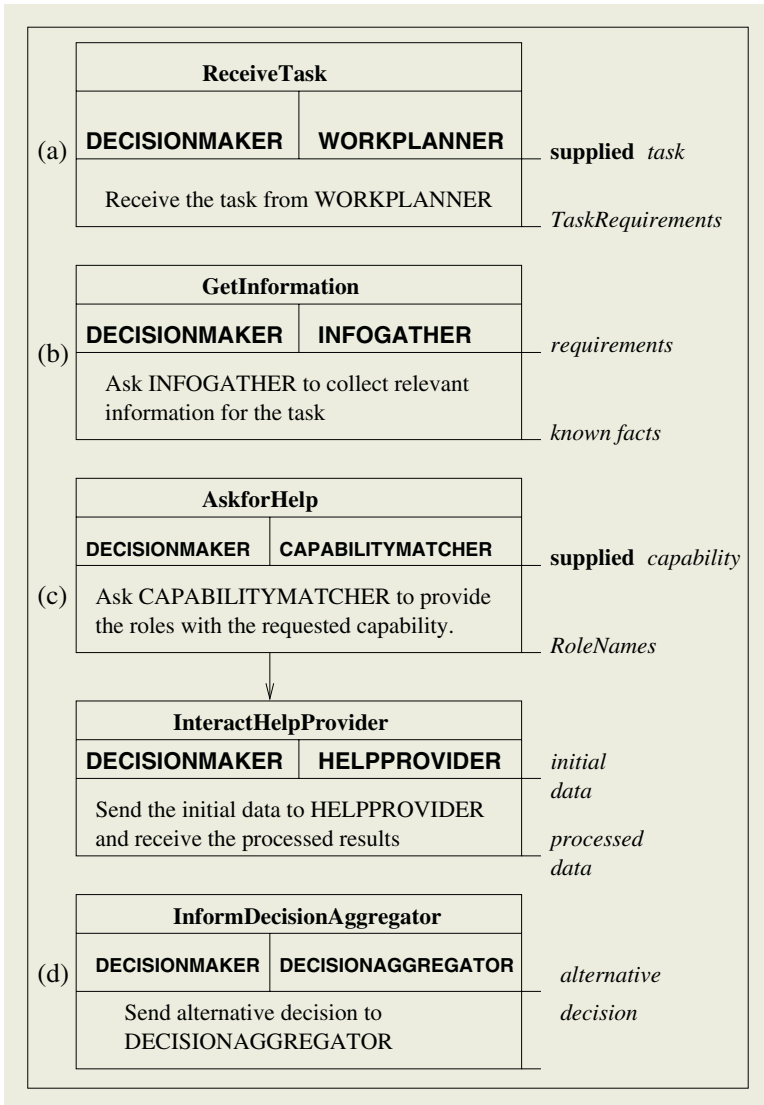 ReceiveTask
(a) DECISIONMAKER WORKPLANNER supplied task
Receive the task from WORKPLANNER
TaskRequirements
GetInformation
DECISIONMAKER INFOGATHER requirements
(b)
Ask INFOGATHER to collect relevant
information for the task
known facts
AskforHelp
DECISIONMAKER CAPABILITYMATCHER supplied capability
(c) Ask CAPABILITYMATCHER to provide
the roles with the requested capability.
RoleNames
InteractHelpProvider
DECISIONMAKER HELPPROVIDER initial
data
Send the initial data to HELPPROVIDER
and receive the processed results
processed
data
InformDecisionAggregator
(d) DECISIONMAKER DECISIONAGGREGATOR alternative
decision
Send alternative decision to
DECISIONAGGREGATOR